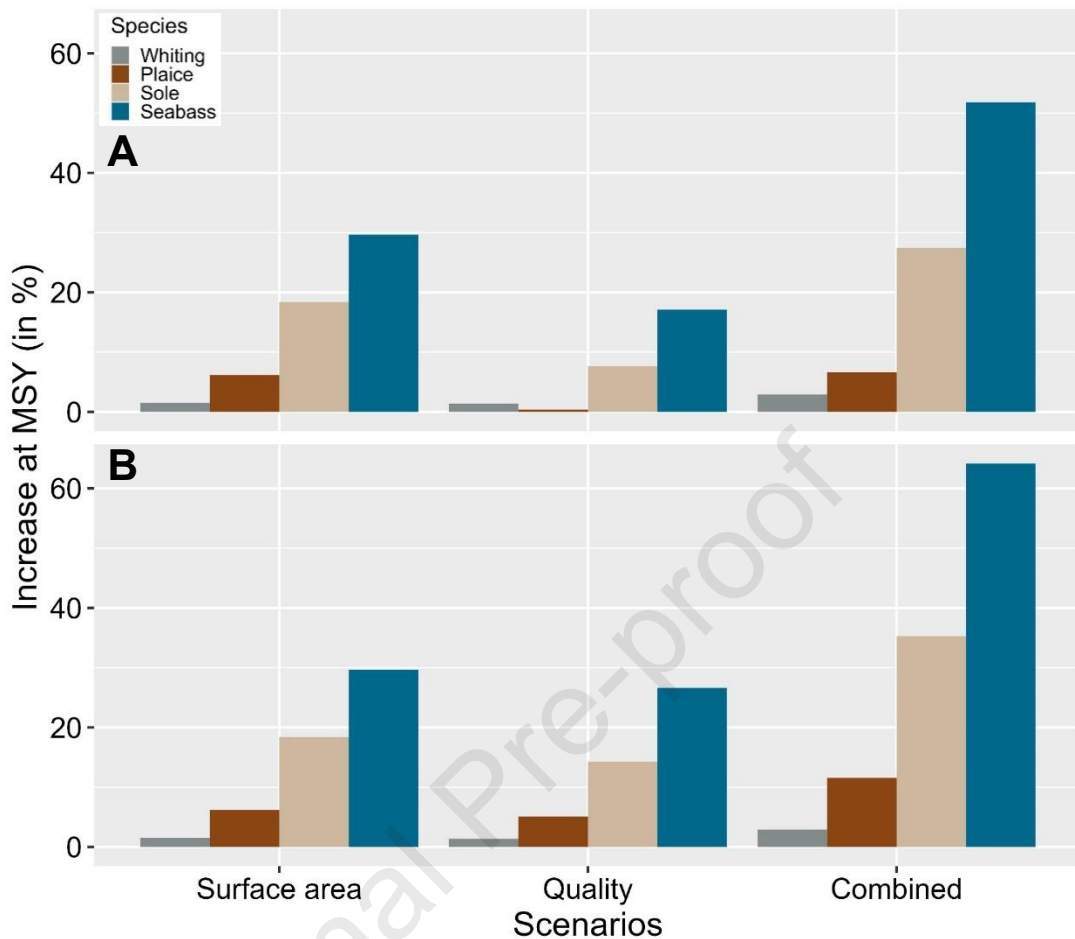 Species
Whiting
Plaice
Sole
Seabass
A
60
40
20
0
B
60
40
20
0
Increase at MSY (in %)
Surface area
Quality
Combined
Scenarios
nal Pre-proof